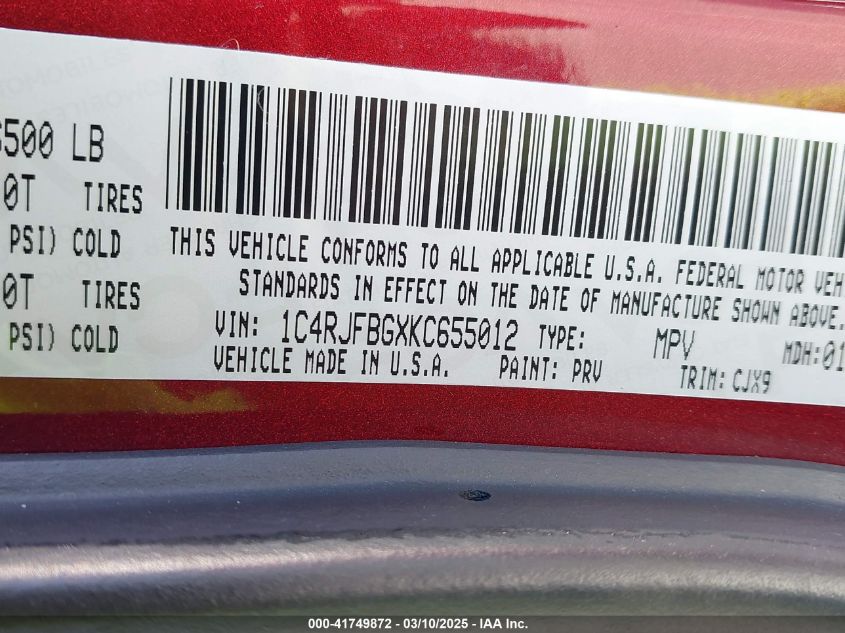 500 LB
0T TIRES
PSI) COLD
0T TIRES
PSI) COLD
THIS VEHICLE CONFORMS TO ALL APPLICABLE U.S.A. FEDERAL MOTOR VEH
STANDARDS IN EFFECT ON THE DATE OF MANUFACTURE SHOWN ABOVE.
VIN: 1C4RJFBGXKC655012 TYPE: MPV MDH:01
VEHICLE MADE IN U.S.A. PAINT: PRV TRIM: CJX9
000-41749872 — 03/10/2025 — IAA Inc.